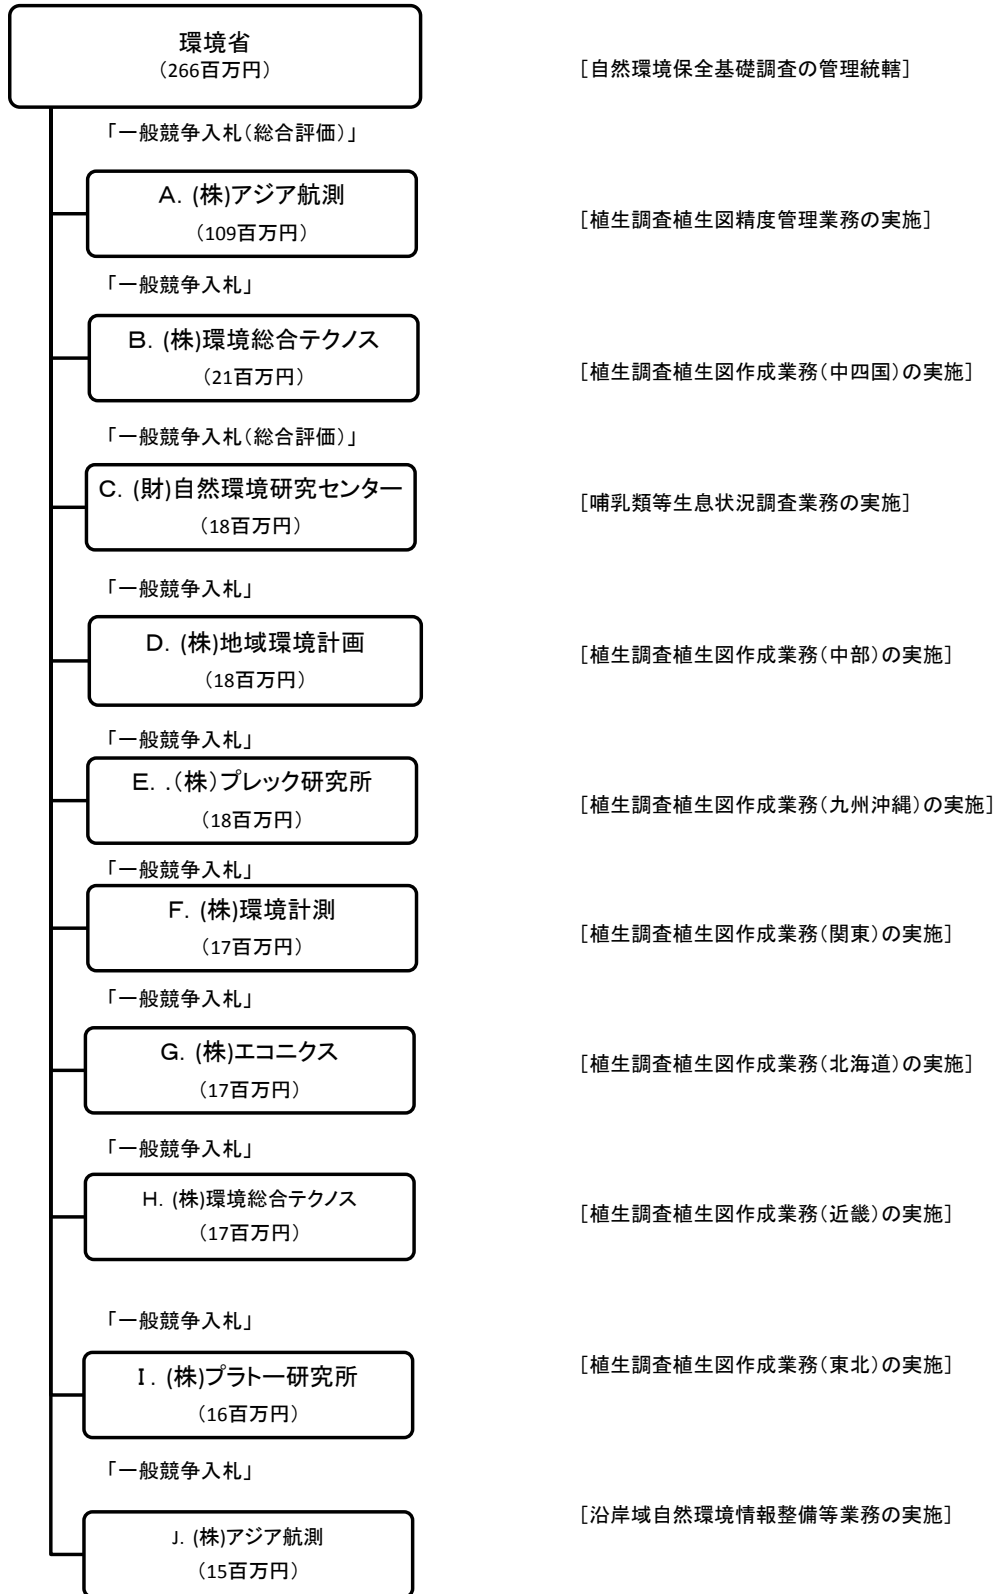 環境省
（266百万円）
［自然環境保全基礎調査の管理統轄］
「一般競争入札（総合評価）」
A．(株)アジア航測
（109百万円）
［植生調査植生図精度管理業務の実施］
「一般競争入札」
B．(株)環境総合テクノス
（21百万円）
［植生調査植生図作成業務（中四国）の実施］
「一般競争入札（総合評価）」
C．(財)自然環境研究センター
（18百万円）
［哺乳類等生息状況調査業務の実施］
「一般競争入札」
D．(株)地域環境計画
（18百万円）
［植生調査植生図作成業務（中部）の実施］
「一般競争入札」
E．.（株）プレック研究所
（18百万円）
［植生調査植生図作成業務（九州沖縄）の実施］
「一般競争入札」
F．(株)環境計測
（17百万円）
［植生調査植生図作成業務（関東）の実施］
「一般競争入札」
G．(株)エコニクス
（17百万円）
［植生調査植生図作成業務（北海道）の実施］
「一般競争入札」
H．(株)環境総合テクノス
（17百万円）
［植生調査植生図作成業務（近畿）の実施］
「一般競争入札」
I．(株)プラトー研究所
（16百万円）
［植生調査植生図作成業務（東北）の実施］
「一般競争入札」
J．(株)アジア航測
（15百万円）
［沿岸域自然環境情報整備等業務の実施］